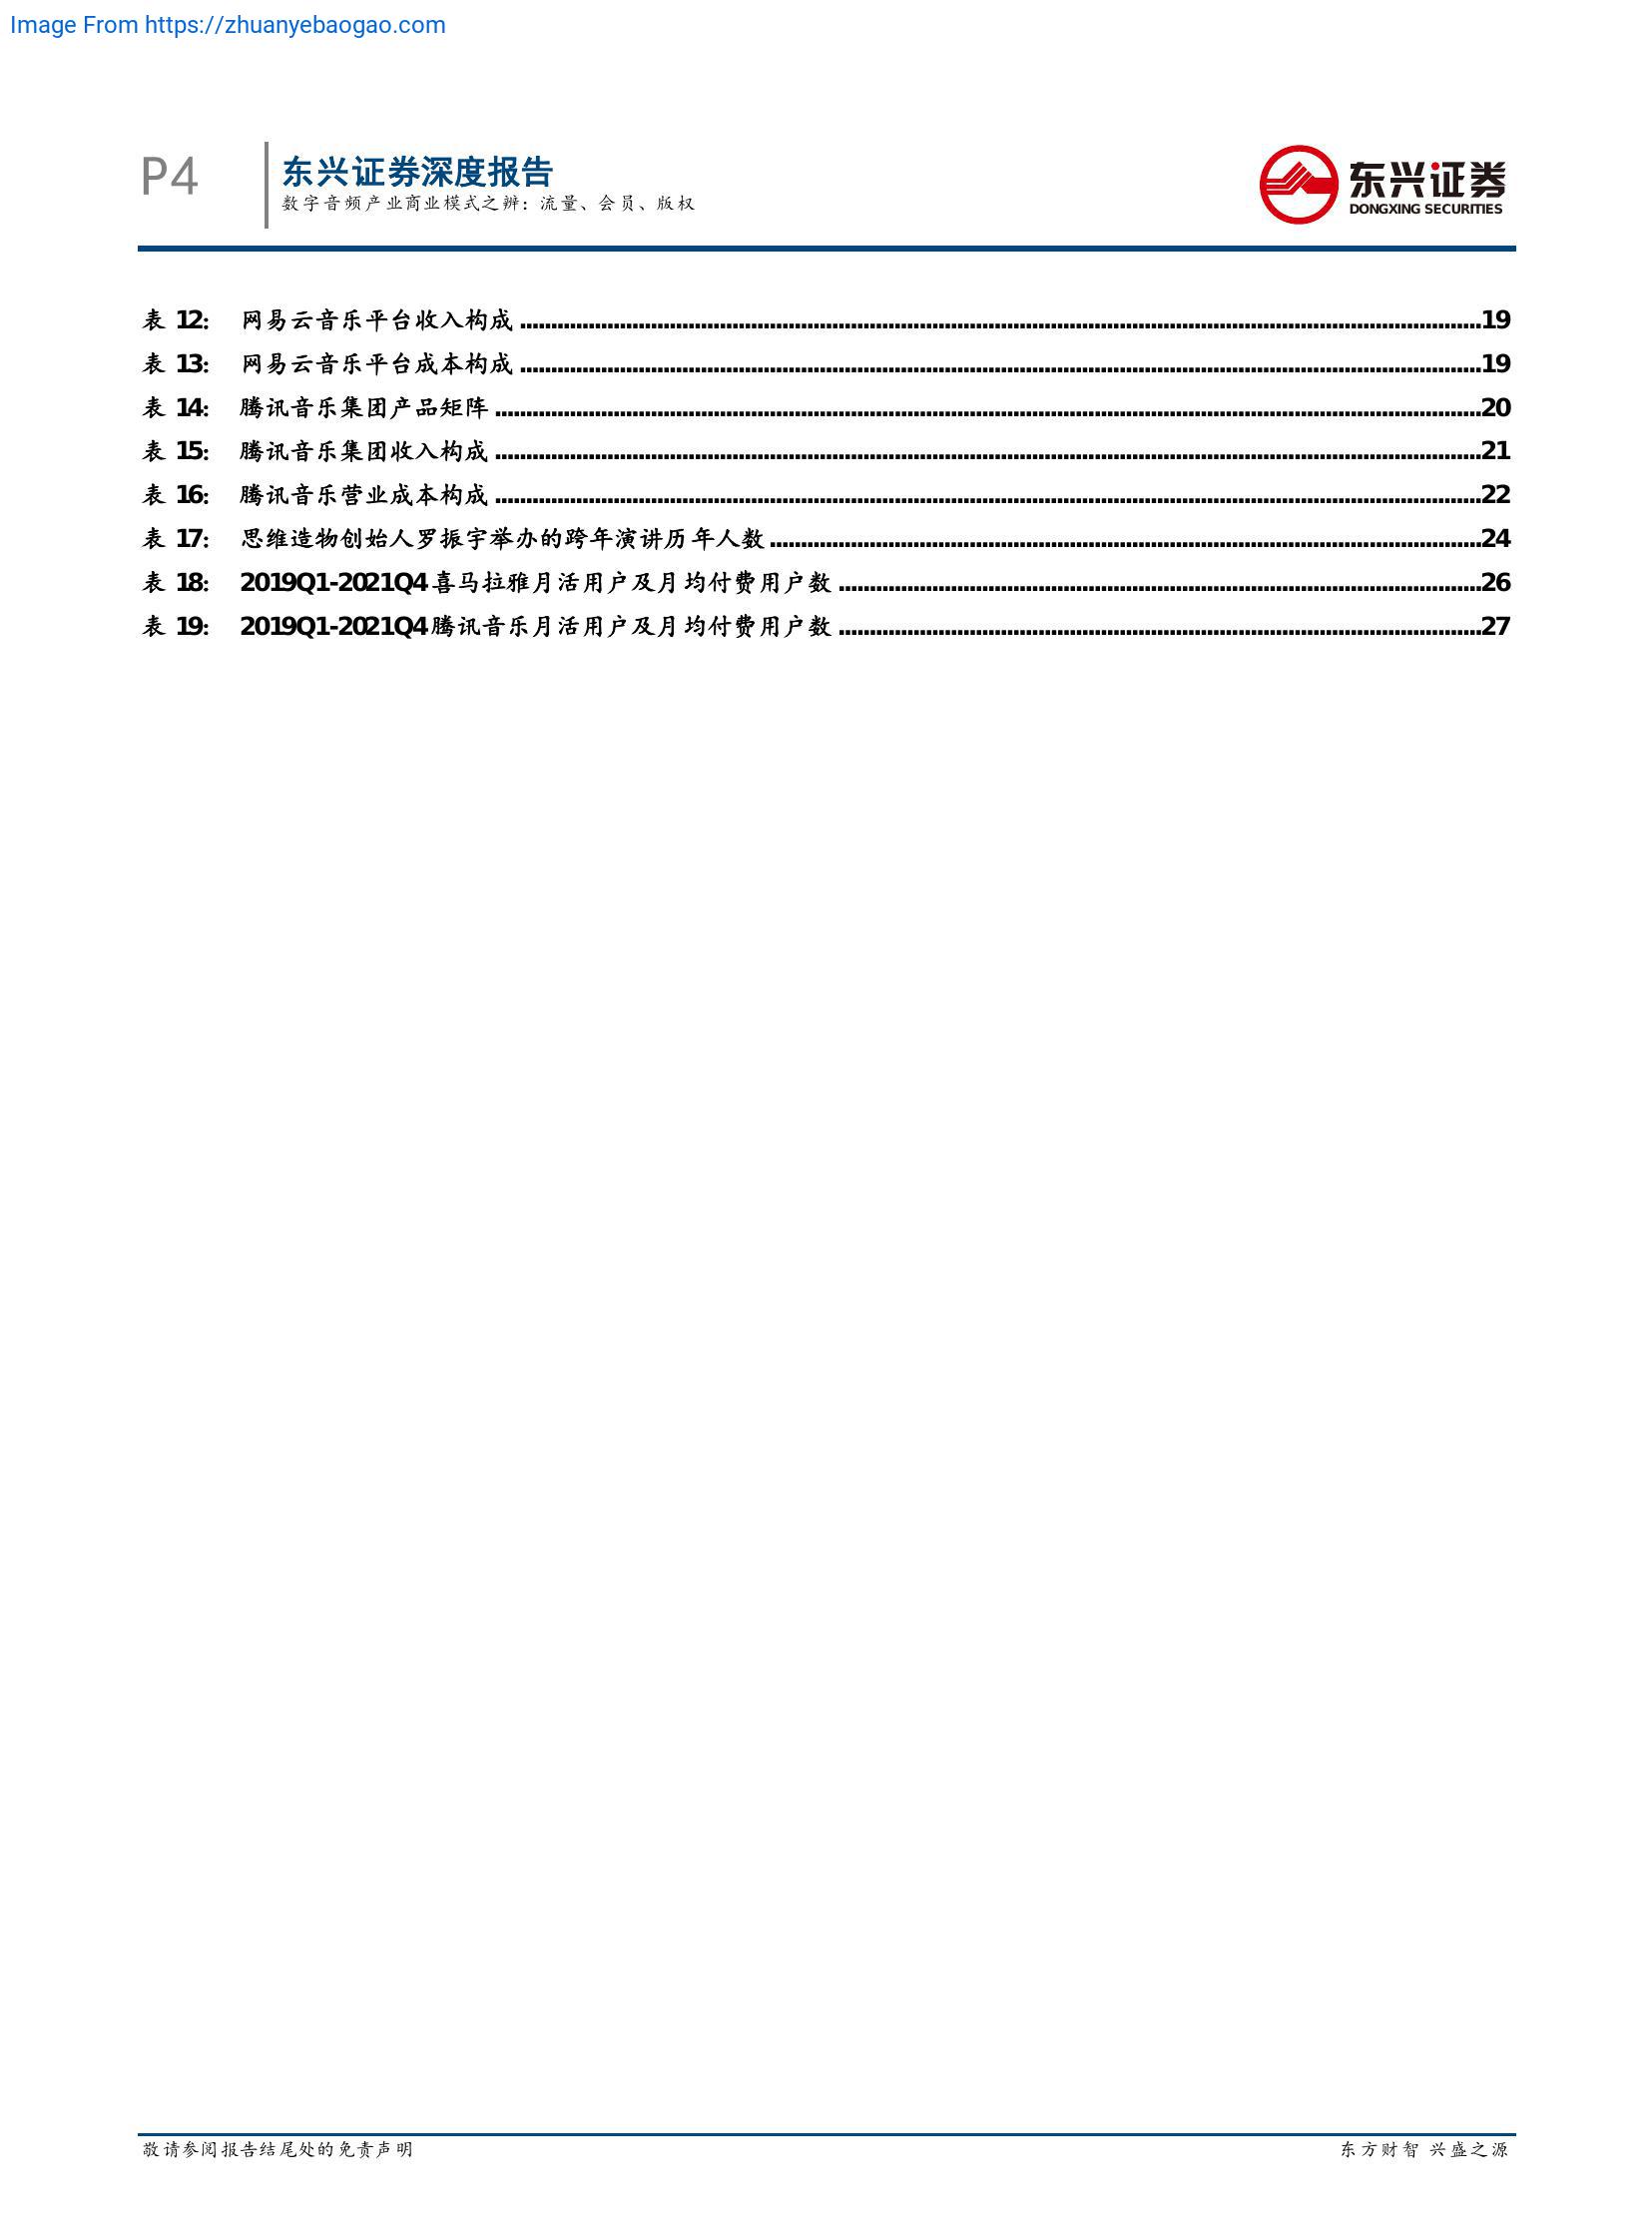 Image From https://zhuanyebaogao.com
P4
东兴证券深度报告
数字音频产业商业模式之辨：流量、会员、版权
东兴证券
DONGXING SECURITIES
表 12: 网易云音乐平台收入构成 ........ 19
表 13: 网易云音乐平台成本构成 ........ 19
表 14: 腾讯音乐集团产品矩阵 ........ 20
表 15: 腾讯音乐集团收入构成 ........ 21
表 16: 腾讯音乐营业成本构成 ........ 22
表 17: 思维造物创始人罗振宇举办的跨年演讲历年人数 ........ 24
表 18: 2019Q1-2021Q4 喜马拉雅月活用户及月均付费用户数 ........ 26
表 19: 2019Q1-2021Q4 腾讯音乐月活用户及月均付费用户数 ........ 27
敬请参阅报告结尾处的免责声明
东方财智 兴盛之源